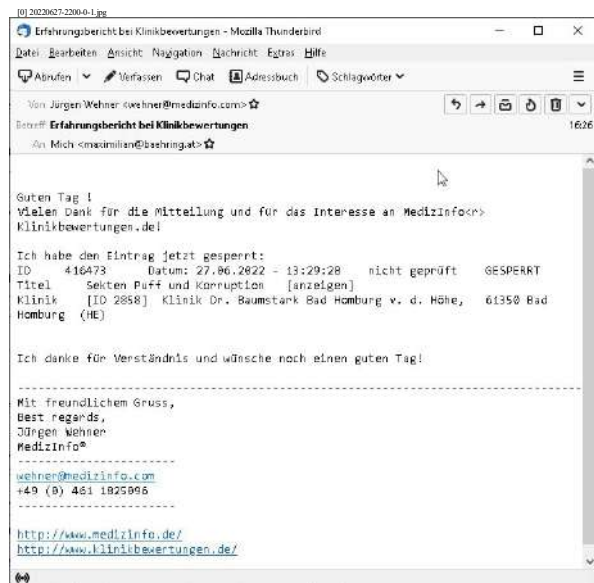 [0] 20220627-2200-0-1.jpg
Erfahrungsbericht bei Klinikbewertungen - Mozilla Thunderbird
Datei Bearbeiten Ansicht Navigation Nachricht Extras Hilfe
Abrufen Verfassen Chat Adressbuch Schlagwörter
Von Jürgen Wehner <wehner@medizinfo.com>
Betreff Erfahrungsbericht bei Klinikbewertungen 16:26
An Mich <maximilian@baehring.at>
Guten Tag !
Vielen Dank für die Mitteilung und für das Interesse an MedizInfo<r>
Klinikbewertungen.de!
Ich habe den Eintrag jetzt gesperrt:
ID 416473 Datum: 27.06.2022 - 13:29:28 nicht geprüft GESPERRT
Titel Sekten Puff und Korruption [anzeigen]
Klinik [ID 2858] Klinik Dr. Baumstark Bad Homburg v. d. Höhe, 61350 Bad
Homburg (HE)
Ich danke für Verständnis und wünsche noch einen guten Tag!
--------------------------------------------------------------------------------
Mit freundlichem Gruss,
Best regards,
Jürgen Wehner
MedizInfo®
-----------------------
wehner@medizinfo.com
+49 (0) 461 1825096
-----------------------
http://www.medizinfo.de/
http://www.klinikbewertungen.de/